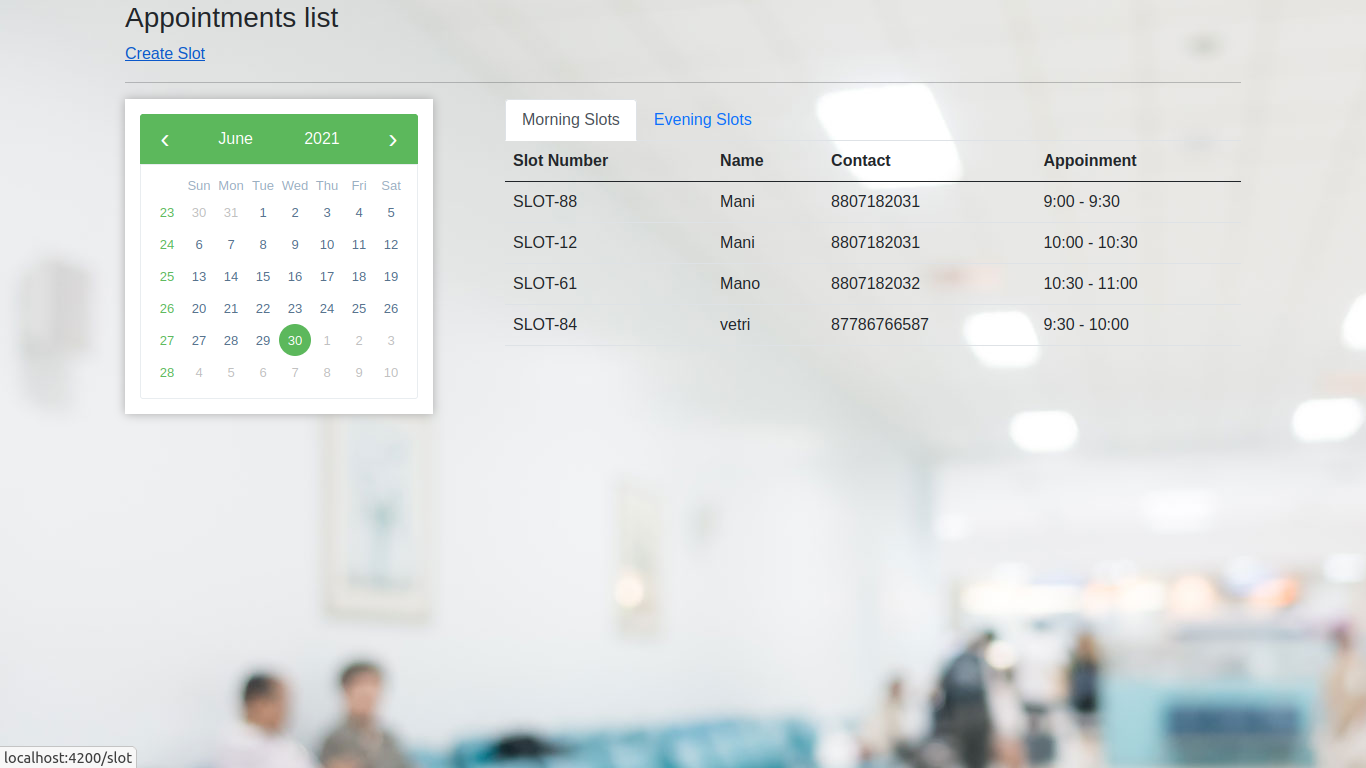 Appointments list
Create Slot
‹ June 2021 ›
Sun Mon Tue Wed Thu Fri Sat
23 30 31 1 2 3 4 5
24 6 7 8 9 10 11 12
25 13 14 15 16 17 18 19
26 20 21 22 23 24 25 26
27 27 28 29 30 1 2 3
28 4 5 6 7 8 9 10
Morning Slots Evening Slots
Slot Number Name Contact Appoinment
SLOT-88 Mani 8807182031 9:00 - 9:30
SLOT-12 Mani 8807182031 10:00 - 10:30
SLOT-61 Mano 8807182032 10:30 - 11:00
SLOT-84 vetri 87786766587 9:30 - 10:00
localhost:4200/slot